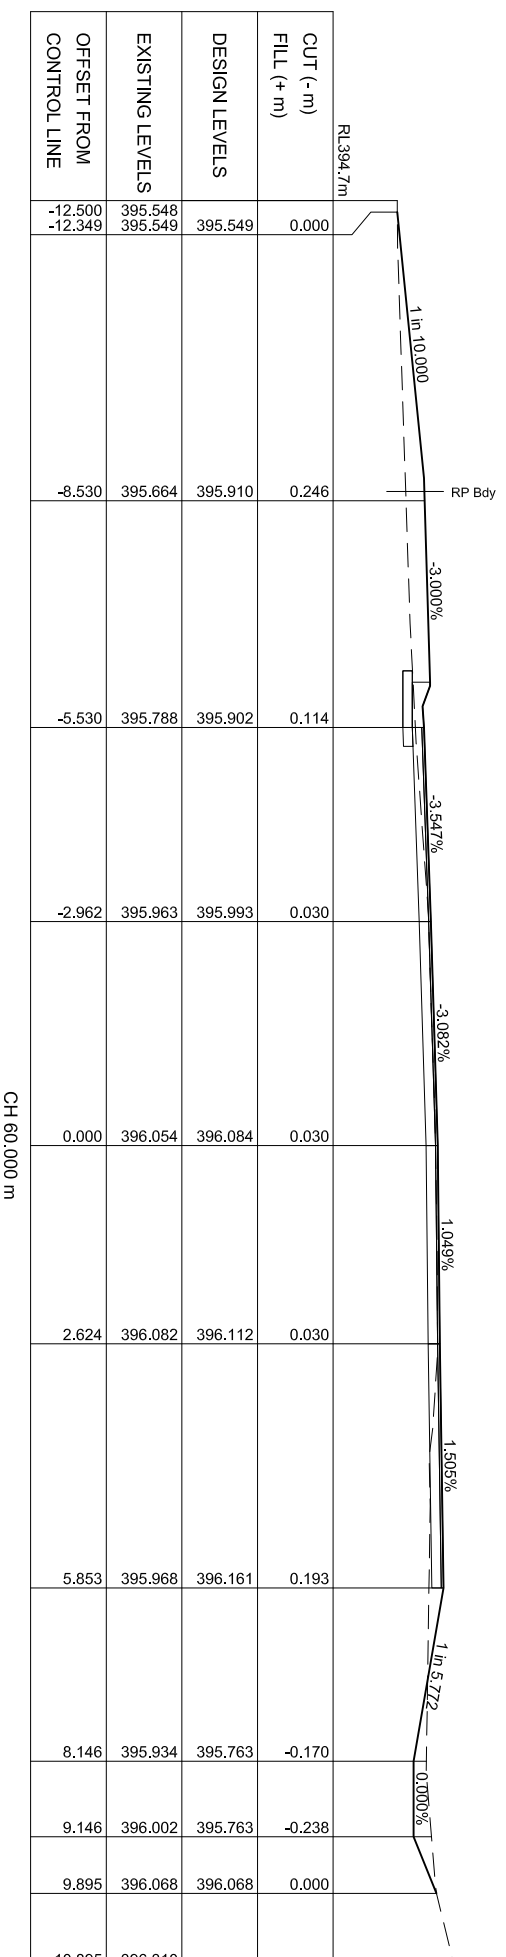 CUT (- m)
FILL (+ m)
DESIGN LEVELS
EXISTING LEVELS
OFFSET FROM
CONTROL LINE
RL394.7m
-12.500 395.548
-12.349 395.549 395.549 0.000
1 in 10.000
-8.530 395.664 395.910 0.246
RP Bdy
-3.000%
-5.530 395.788 395.902 0.114
-3.547%
-2.962 395.963 395.993 0.030
-3.082%
0.000 396.054 396.084 0.030
1.049%
2.624 396.082 396.112 0.030
1.505%
5.853 395.968 396.161 0.193
1 in 5.772
8.146 395.934 395.763 -0.170
0.000%
9.146 396.002 395.763 -0.238
9.895 396.068 396.068 0.000
CH 60.000 m